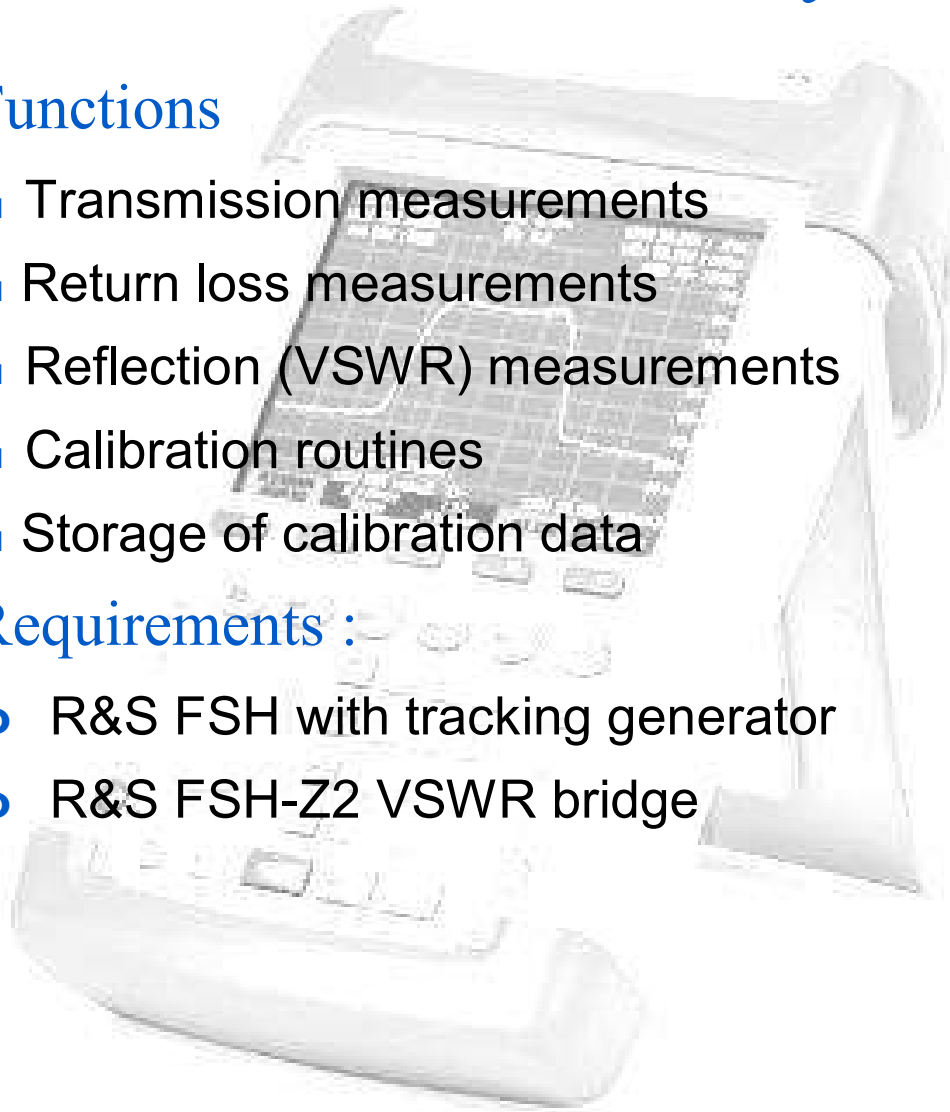 unctions
Transmission measurements
Return loss measurements
Reflection (VSWR) measurements
Calibration routines
Storage of calibration data
Requirements :
R&S FSH with tracking generator
R&S FSH-Z2 VSWR bridge